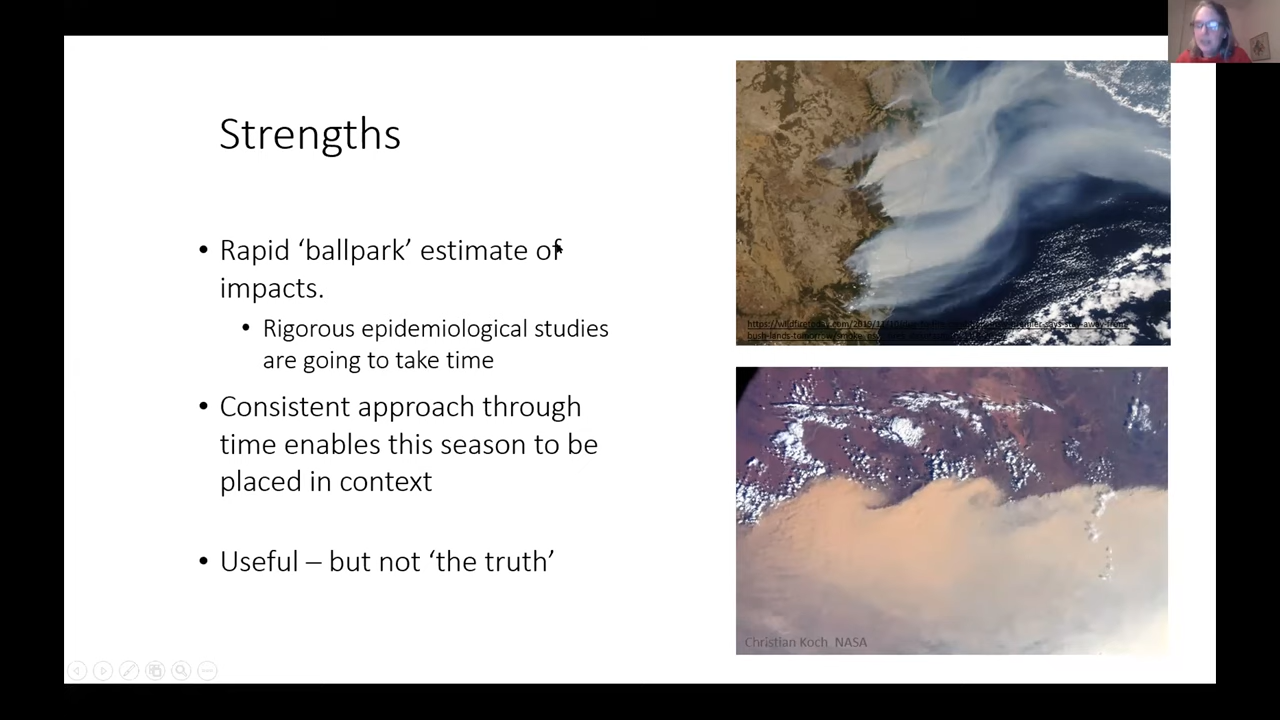 Strengths
• Rapid ‘ballpark’ estimate of
impacts.
• Rigorous epidemiological studies
are going to take time
• Consistent approach through
time enables this season to be
placed in context
• Useful – but not ‘the truth’
Christian Koch NASA